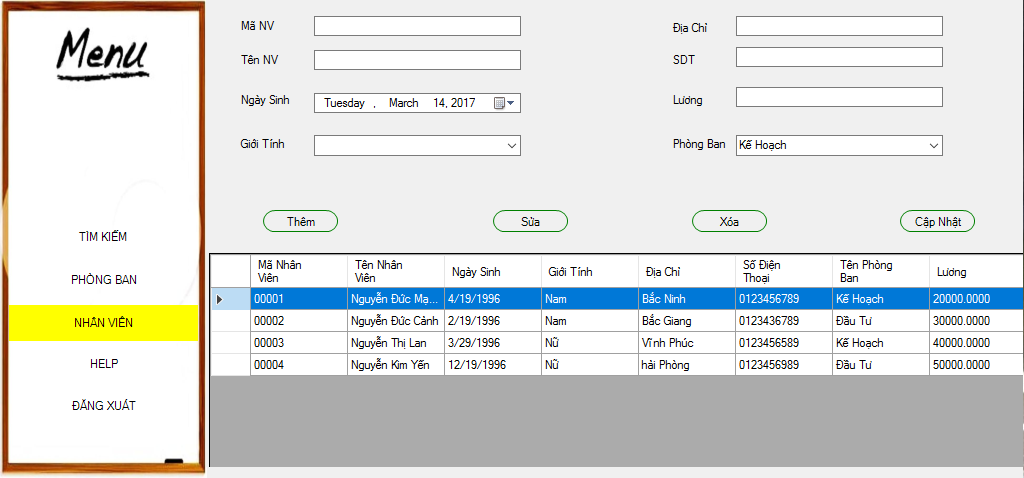 Menu
TÌM KIẾM
PHÒNG BAN
NHÂN VIÊN
HELP
ĐĂNG XUẤT
Mã NV
Địa Chỉ
Tên NV
SDT
Ngày Sinh Tuesday , March 14, 2017
Lương
Giới Tính
Phòng Ban Kế Hoạch
Thêm Sửa Xóa Cập Nhật
Mã Nhân Viên Tên Nhân Viên Ngày Sinh Giới Tính Địa Chỉ Số Điện Thoại Tên Phòng Ban Lương
00001 Nguyễn Đức Mạ... 4/19/1996 Nam Bắc Ninh 0123456789 Kế Hoạch 20000.0000
00002 Nguyễn Đức Cảnh 2/19/1996 Nam Bắc Giang 0123436789 Đầu Tư 30000.0000
00003 Nguyễn Thị Lan 3/29/1996 Nữ Vĩnh Phúc 0123456589 Kế Hoạch 40000.0000
00004 Nguyễn Kim Yến 12/19/1996 Nữ hải Phòng 0123456989 Đầu Tư 50000.0000